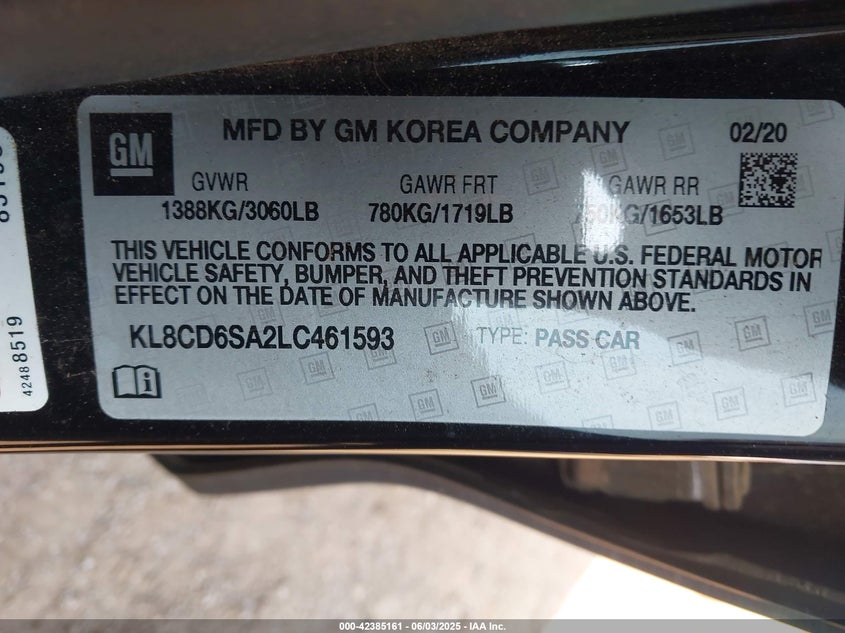 GM
MFD BY GM KOREA COMPANY
02/20
GVWR
GAWR FRT
GAWR RR
1388KG/3060LB
780KG/1719LB
750KG/1653LB
THIS VEHICLE CONFORMS TO ALL APPLICABLE U.S. FEDERAL MOTOR
VEHICLE SAFETY, BUMPER, AND THEFT PREVENTION STANDARDS IN
EFFECT ON THE DATE OF MANUFACTURE SHOWN ABOVE.
KL8CD6SA2LC461593
TYPE: PASS CAR
42488519
000-42385161 - 06/03/2025 - IAA Inc.